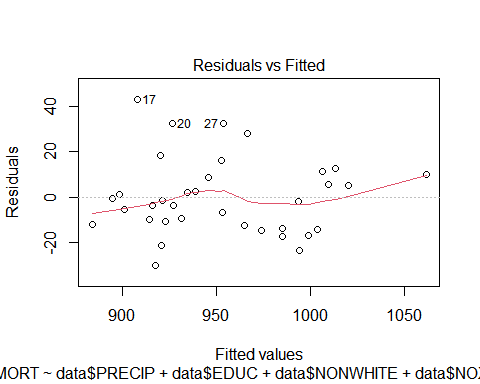 Residuals vs Fitted
Residuals
40
20
0
-20
17
20
27
900
950
1000
1050
Fitted values
MORT ~ data$PRECIP + data$EDUC + data$NONWHITE + data$NO